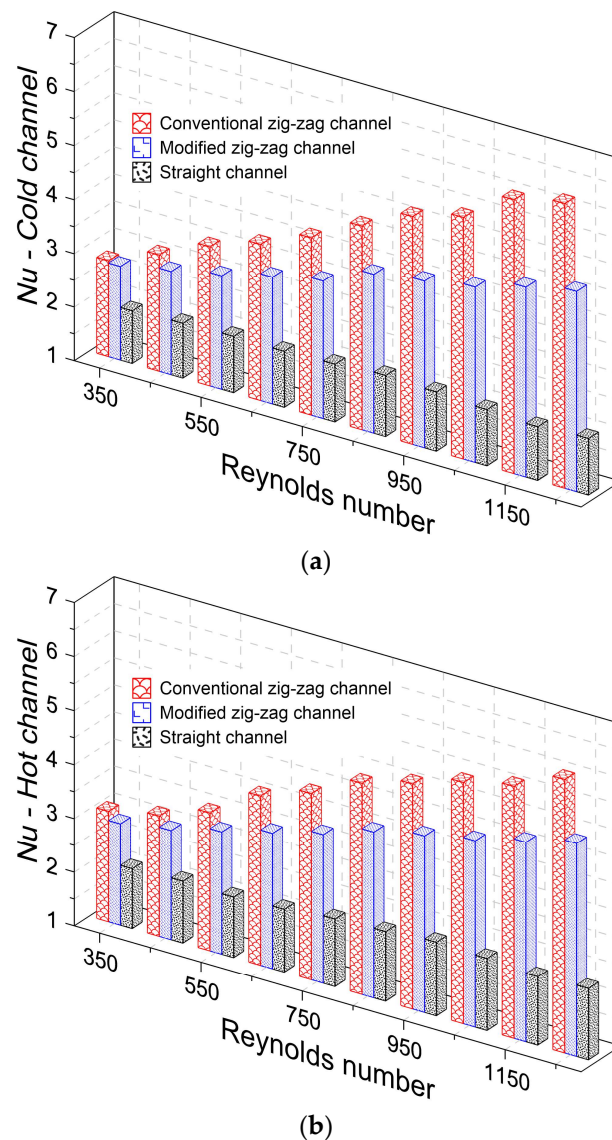 7
6
5
4
3
2
1
Nu - Cold channel
Conventional zig-zag channel
Modified zig-zag channel
Straight channel
350
550
750
950
1150
Reynolds number
(a)
7
6
5
4
3
2
1
Nu - Hot channel
Conventional zig-zag channel
Modified zig-zag channel
Straight channel
350
550
750
950
1150
Reynolds number
(b)